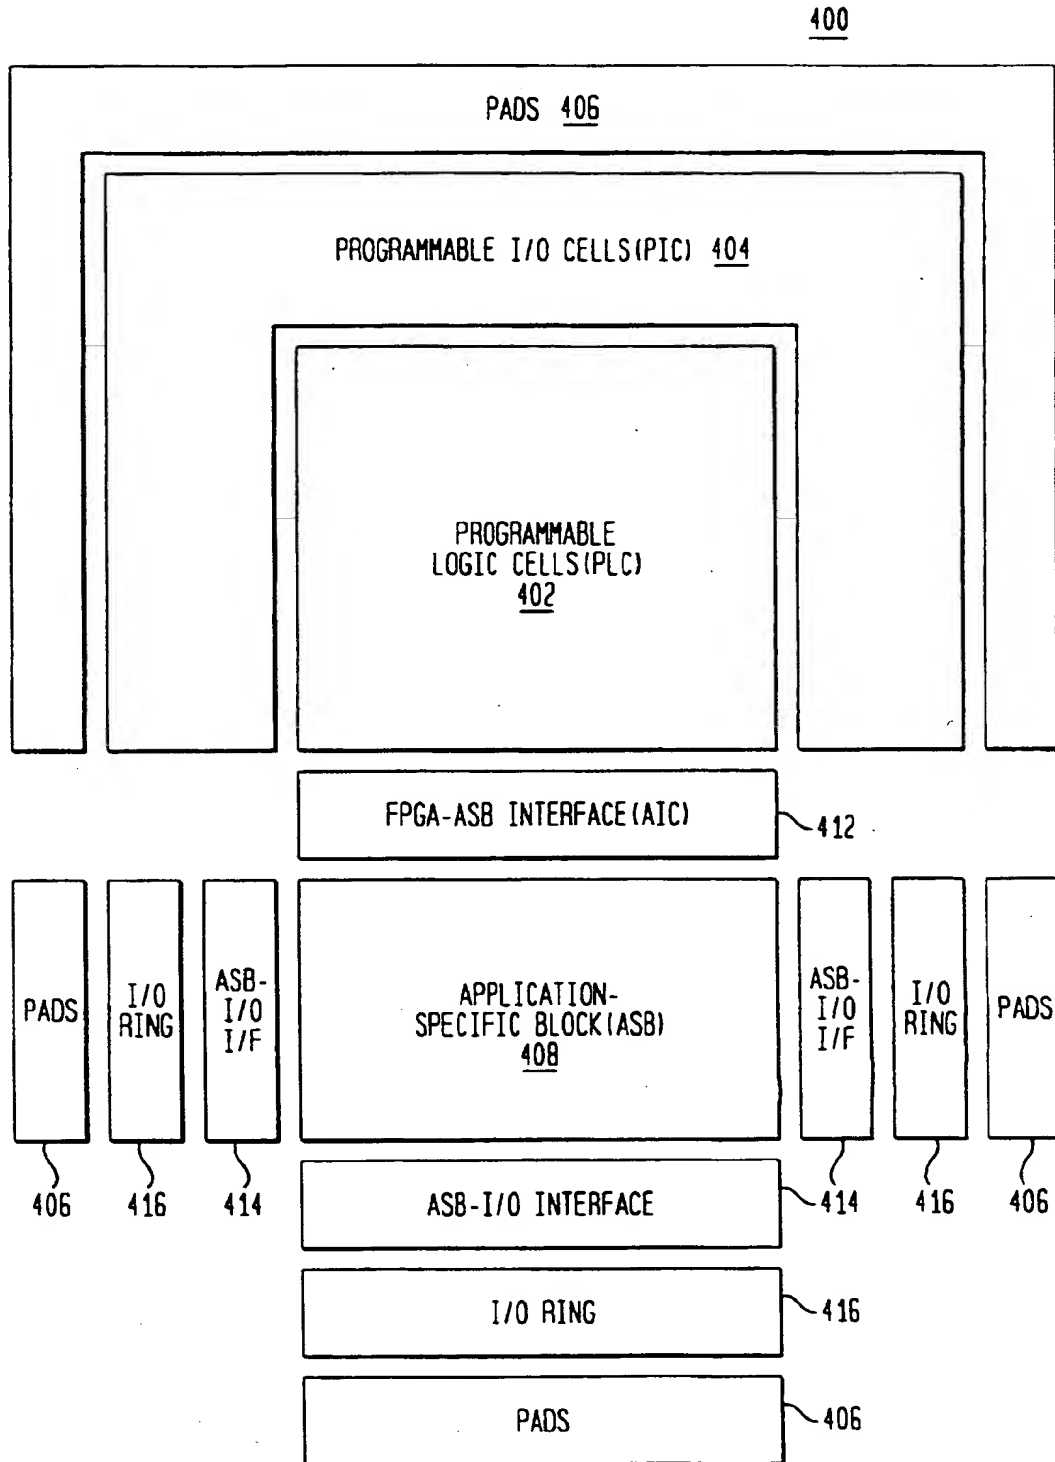 400
PADS 406
PROGRAMMABLE I/O CELLS(PIC) 404
PROGRAMMABLE
LOGIC CELLS(PLC)
402
FPGA-ASB INTERFACE(AIC)
412
PADS
I/O
RING
ASB-
I/O
I/F
APPLICATION-
SPECIFIC BLOCK(ASB)
408
ASB-
I/O
I/F
I/O
RING
PADS
406
416
414
414
416
406
ASB-I/O INTERFACE
414
I/O RING
416
PADS
406